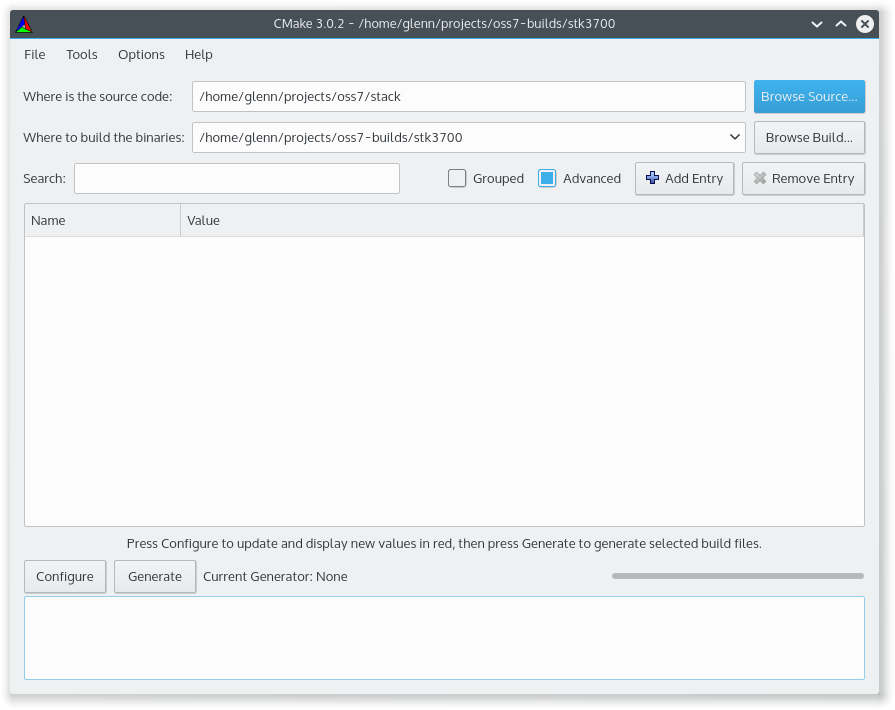 CMake 3.0.2 - /home/glenn/projects/oss7-builds/stk3700
File Tools Options Help
Where is the source code: /home/glenn/projects/oss7/stack Browse Source...
Where to build the binaries: /home/glenn/projects/oss7-builds/stk3700 Browse Build...
Search: Grouped Advanced Add Entry Remove Entry
Name Value
Press Configure to update and display new values in red, then press Generate to generate selected build files.
Configure Generate Current Generator: None